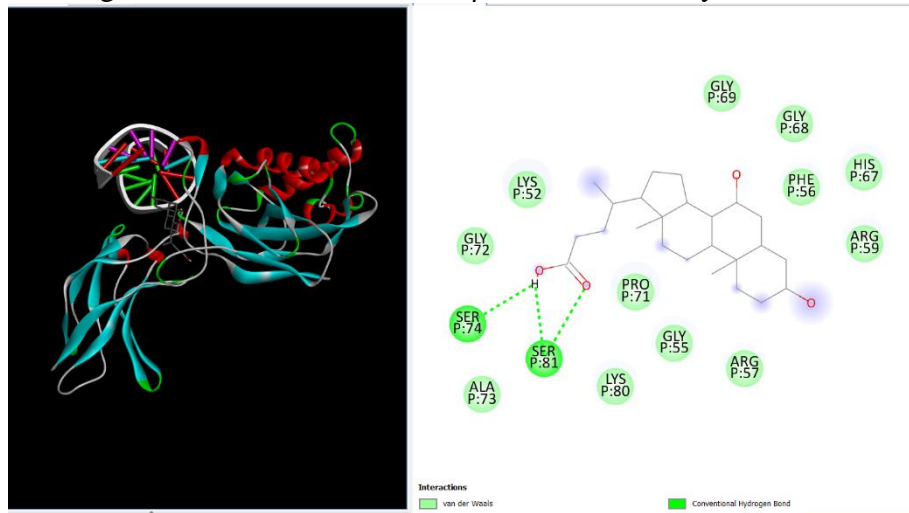 GLY
P:69
GLY
P:68
HIS
P:67
PHE
P:56
LYS
P:52
ARG
P:59
GLY
P:72
O
O
H
O
PRO
P:71
O
SER
P:74
GLY
P:55
SER
P:81
ARG
P:57
LYS
P:80
ALA
P:73
Interactions
van der Waals
Conventional Hydrogen Bond